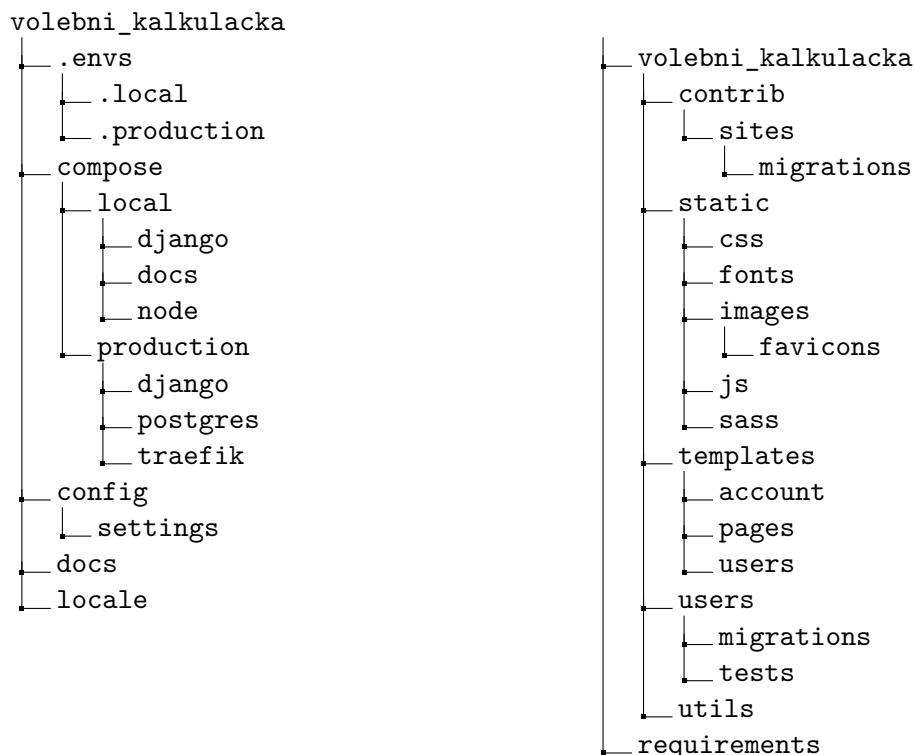 volebni_kalkulacka
.envs
.local
.production
compose
local
django
docs
node
production
django
postgres
traefik
config
settings
docs
locale
volebni_kalkulacka
contrib
sites
migrations
static
css
fonts
images
favicons
js
sass
templates
account
pages
users
users
migrations
tests
utils
requirements